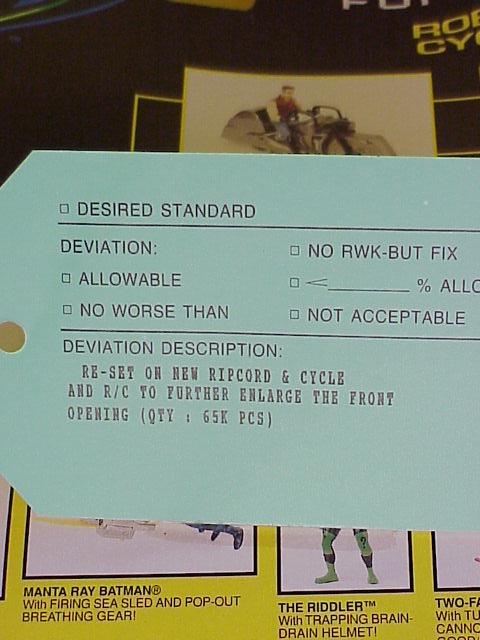 ROB
CYC
□ DESIRED STANDARD
DEVIATION:
□ NO RWK-BUT FIX
□ ALLOWABLE
□ <________ % ALLO
□ NO WORSE THAN
□ NOT ACCEPTABLE
DEVIATION DESCRIPTION:
RE-SET ON NEW RIPCORD & CYCLE
AND R/C TO FURTHER ENLARGE THE FRONT
OPENING (QTY : 65K PCS)
MANTA RAY BATMAN®
With FIRING SEA SLED AND POP-OUT
BREATHING GEAR!
THE RIDDLER™
With TRAPPING BRAIN-
DRAIN HELMET!
TWO-FA
With TU
CANNO